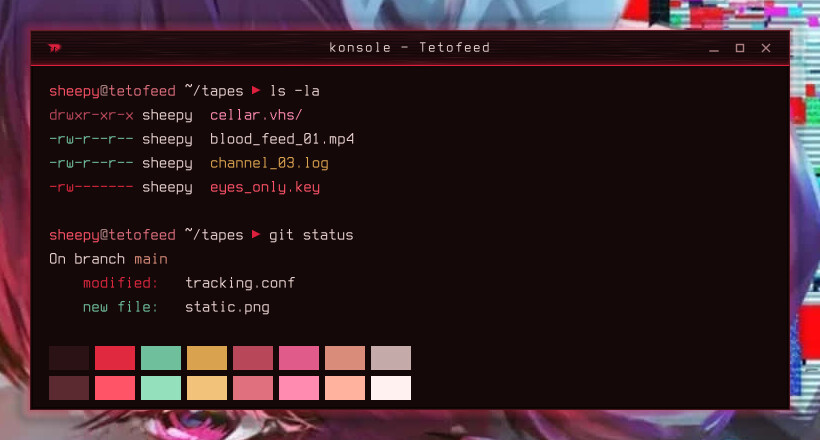 konsole — Tetofeed
sheepy@tetofeed ~/tapes ▶ ls -la
drwxr-xr-x sheepy  cellar.vhs/
-rw-r--r-- sheepy  blood_feed_01.mp4
-rw-r--r-- sheepy  channel_03.log
-rw------- sheepy  eyes_only.key
sheepy@tetofeed ~/tapes ▶ git status
On branch main
    modified:   tracking.conf
    new file:   static.png